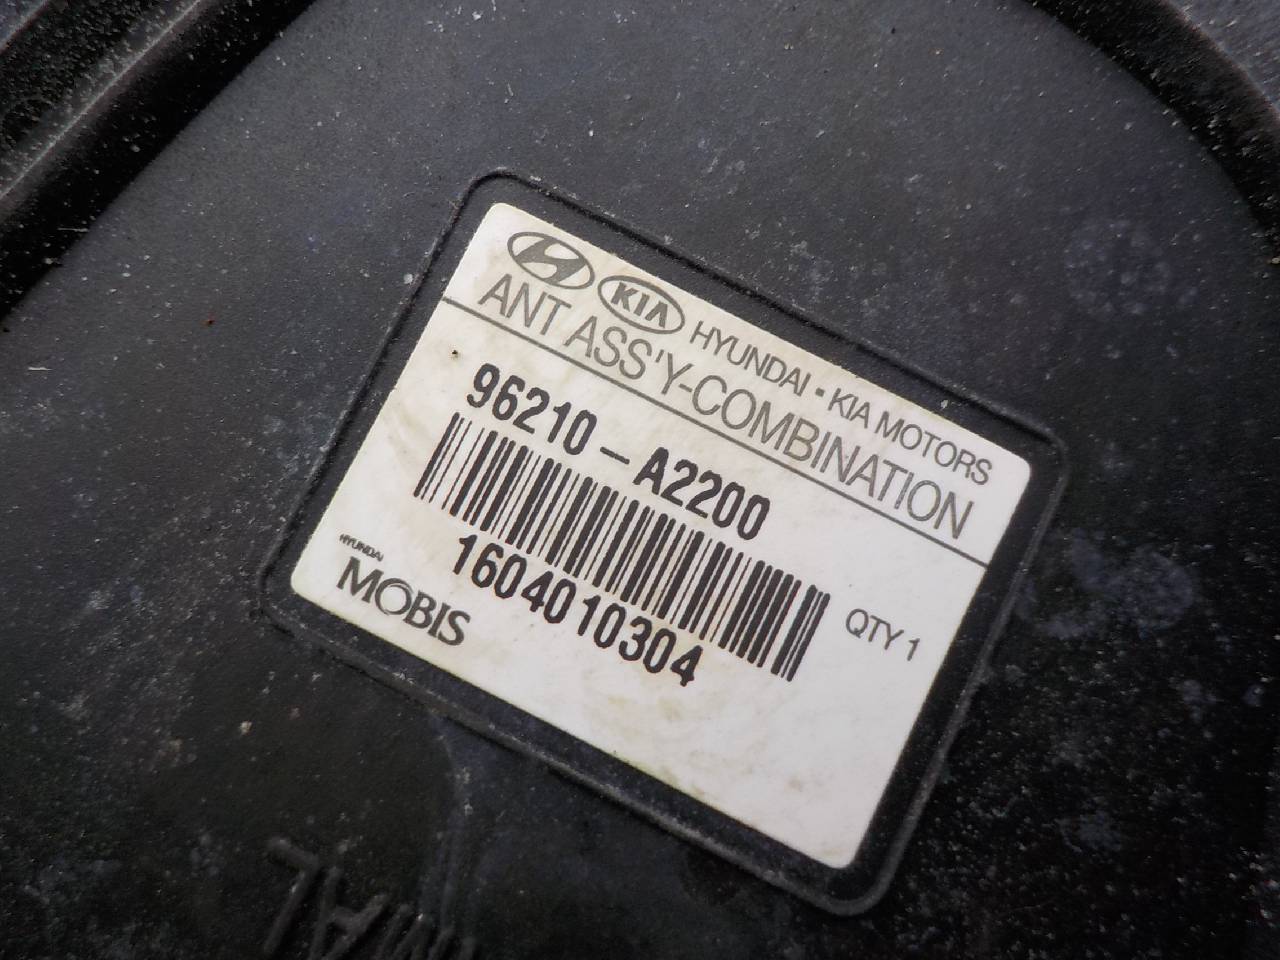 KIA HYUNDAI · KIA MOTORS
ANT ASS'Y-COMBINATION
96210-A2200
1604010304
QTY 1
HYUNDAI
MOBIS